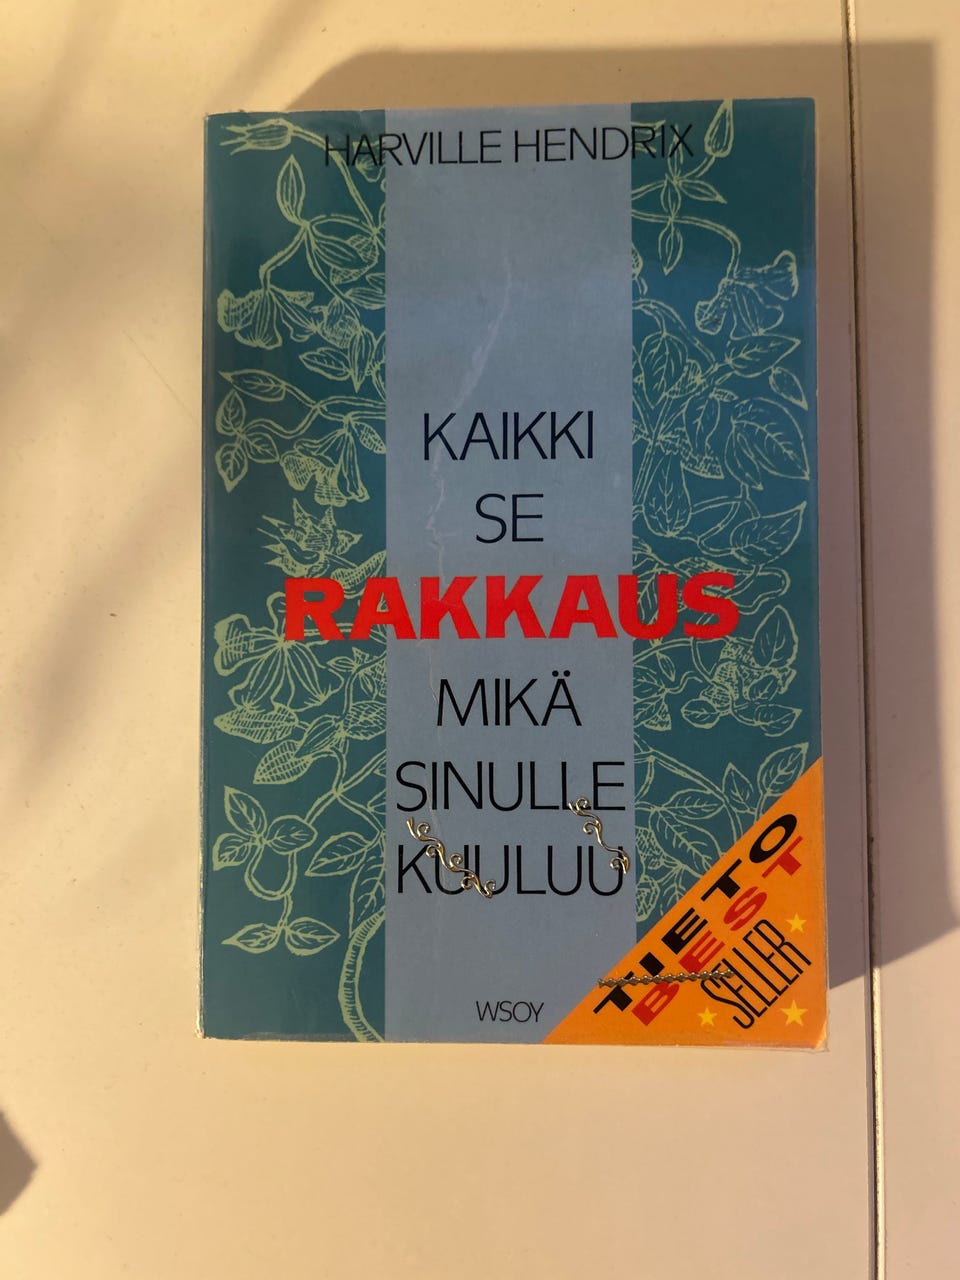 HARVILLE HENDRIX
KAIKKI
SE
RAKKAUS
MIKÄ
SINULLE
KUULUU
WSOY
TIETO
BEST
SELLER